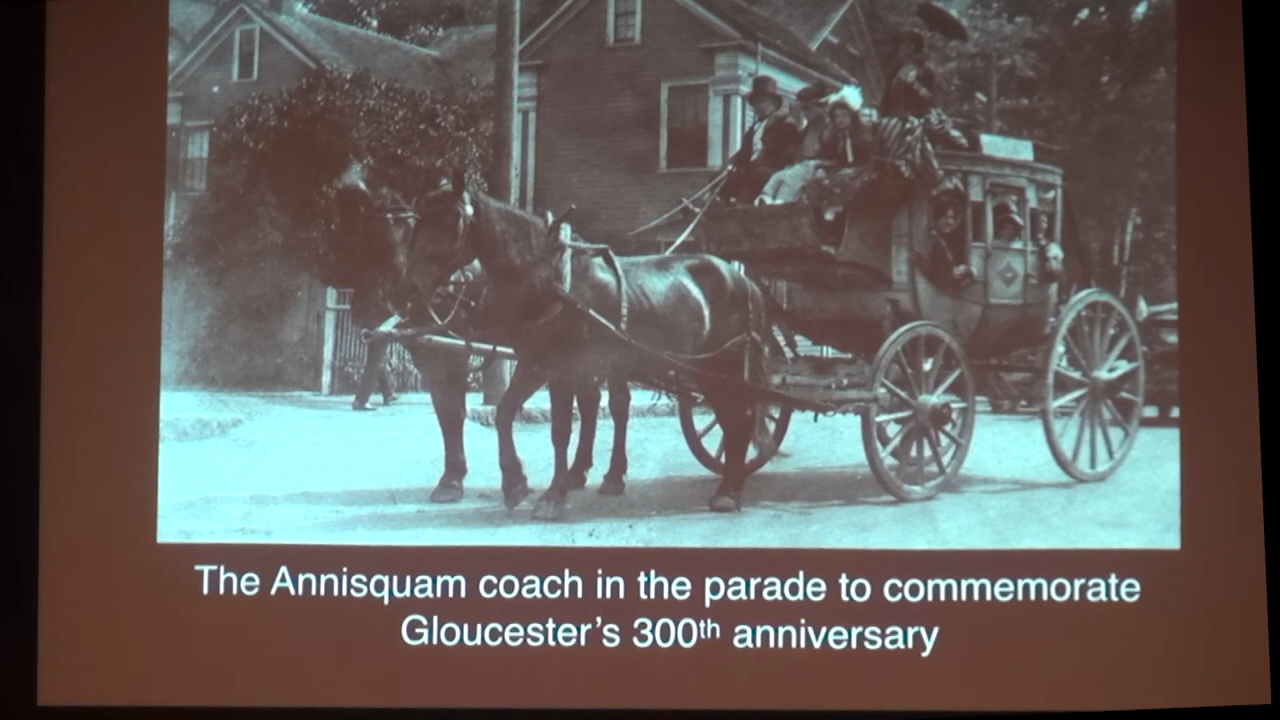 The Annisquam coach in the parade to commemorate
Gloucester's 300th anniversary